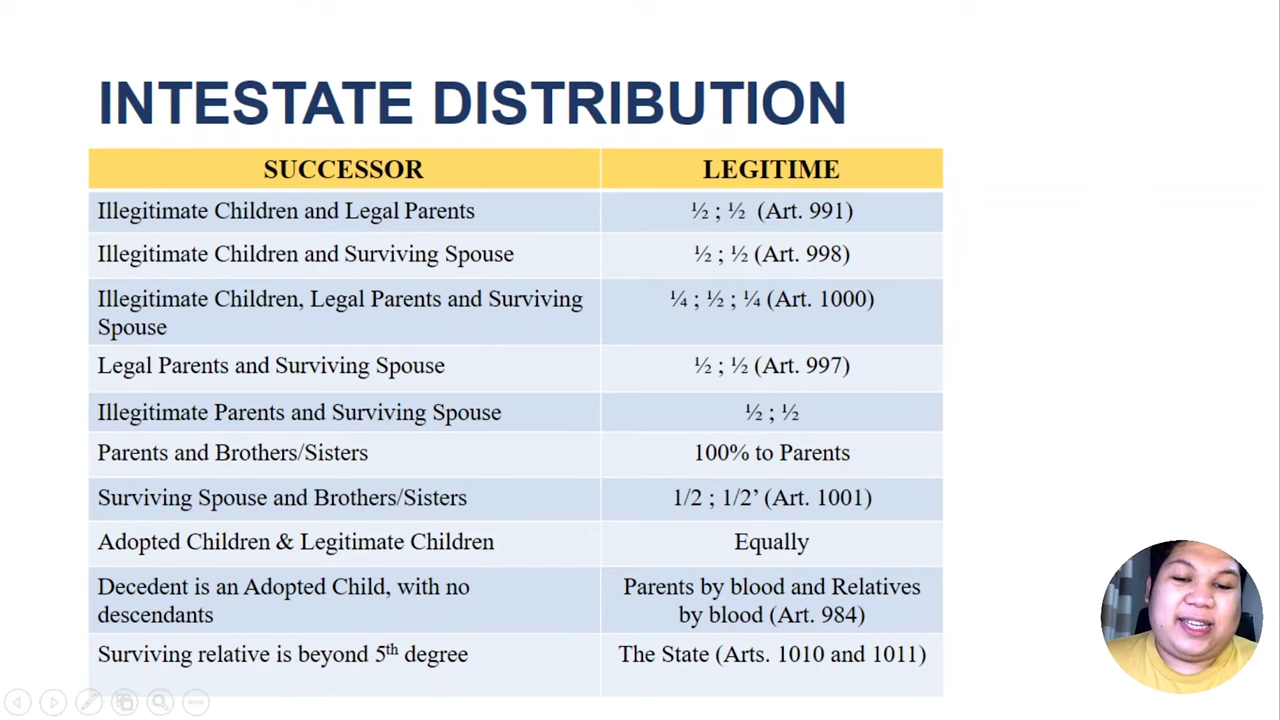 INTESTATE DISTRIBUTION
SUCCESSOR LEGITIME
Illegitimate Children and Legal Parents ½ ; ½ (Art. 991)
Illegitimate Children and Surviving Spouse ½ ; ½ (Art. 998)
Illegitimate Children, Legal Parents and Surviving
Spouse
¼ ; ½ ; ¼ (Art. 1000)
Legal Parents and Surviving Spouse ½ ; ½ (Art. 997)
Illegitimate Parents and Surviving Spouse ½ ; ½
Parents and Brothers/Sisters 100% to Parents
Surviving Spouse and Brothers/Sisters 1/2 ; 1/2’ (Art. 1001)
Adopted Children & Legitimate Children Equally
Decedent is an Adopted Child, with no
descendants
Parents by blood and Relatives
by blood (Art. 984)
Surviving relative is beyond 5th degree The State (Arts. 1010 and 1011)